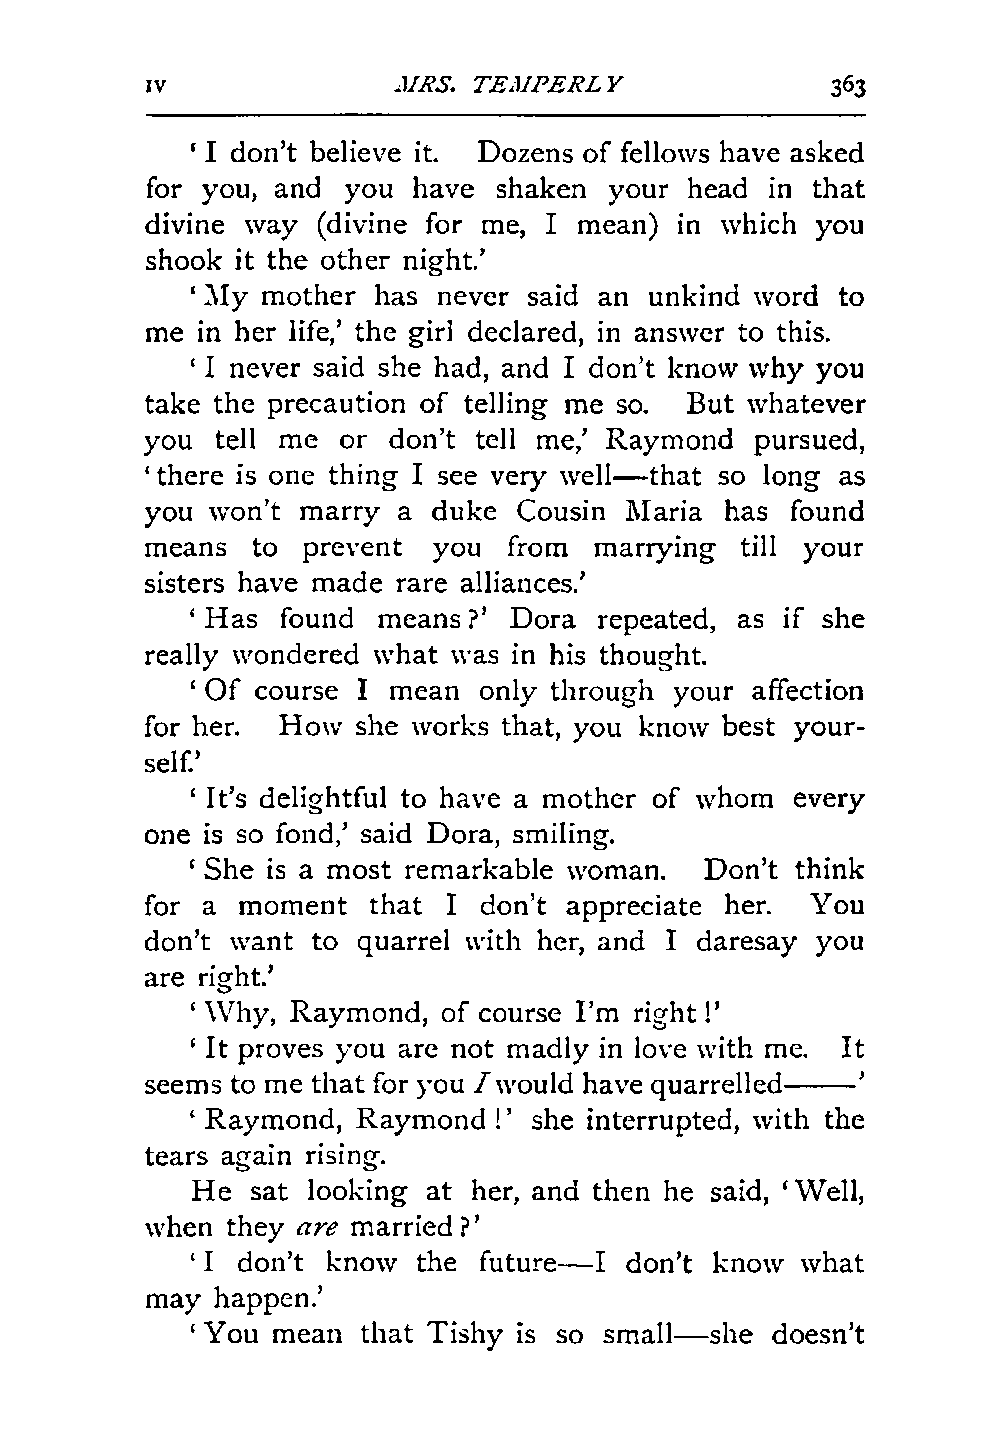 IV MRS. TEMPERLY 363
‘ I don’t believe it. Dozens of fellows have asked
for you, and you have shaken your head in that
divine way (divine for me, I mean) in which you
shook it the other night.’
‘ My mother has never said an unkind word to
me in her life,’ the girl declared, in answer to this.
‘ I never said she had, and I don’t know why you
take the precaution of telling me so. But whatever
you tell me or don’t tell me,’ Raymond pursued,
‘ there is one thing I see very well—that so long as
you won’t marry a duke Cousin Maria has found
means to prevent you from marrying till your
sisters have made rare alliances.’
‘ Has found means ?’ Dora repeated, as if she
really wondered what was in his thought.
‘ Of course I mean only through your affection
for her. How she works that, you know best your-
self.’
‘ It’s delightful to have a mother of whom every
one is so fond,’ said Dora, smiling.
‘ She is a most remarkable woman. Don’t think
for a moment that I don’t appreciate her. You
don’t want to quarrel with her, and I daresay you
are right.’
‘ Why, Raymond, of course I’m right !’
‘ It proves you are not madly in love with me. It
seems to me that for you I would have quarrelled——’
‘ Raymond, Raymond !’ she interrupted, with the
tears again rising.
He sat looking at her, and then he said, ‘ Well,
when they are married ?’
‘ I don’t know the future—I don’t know what
may happen.’
‘ You mean that Tishy is so small—she doesn’t